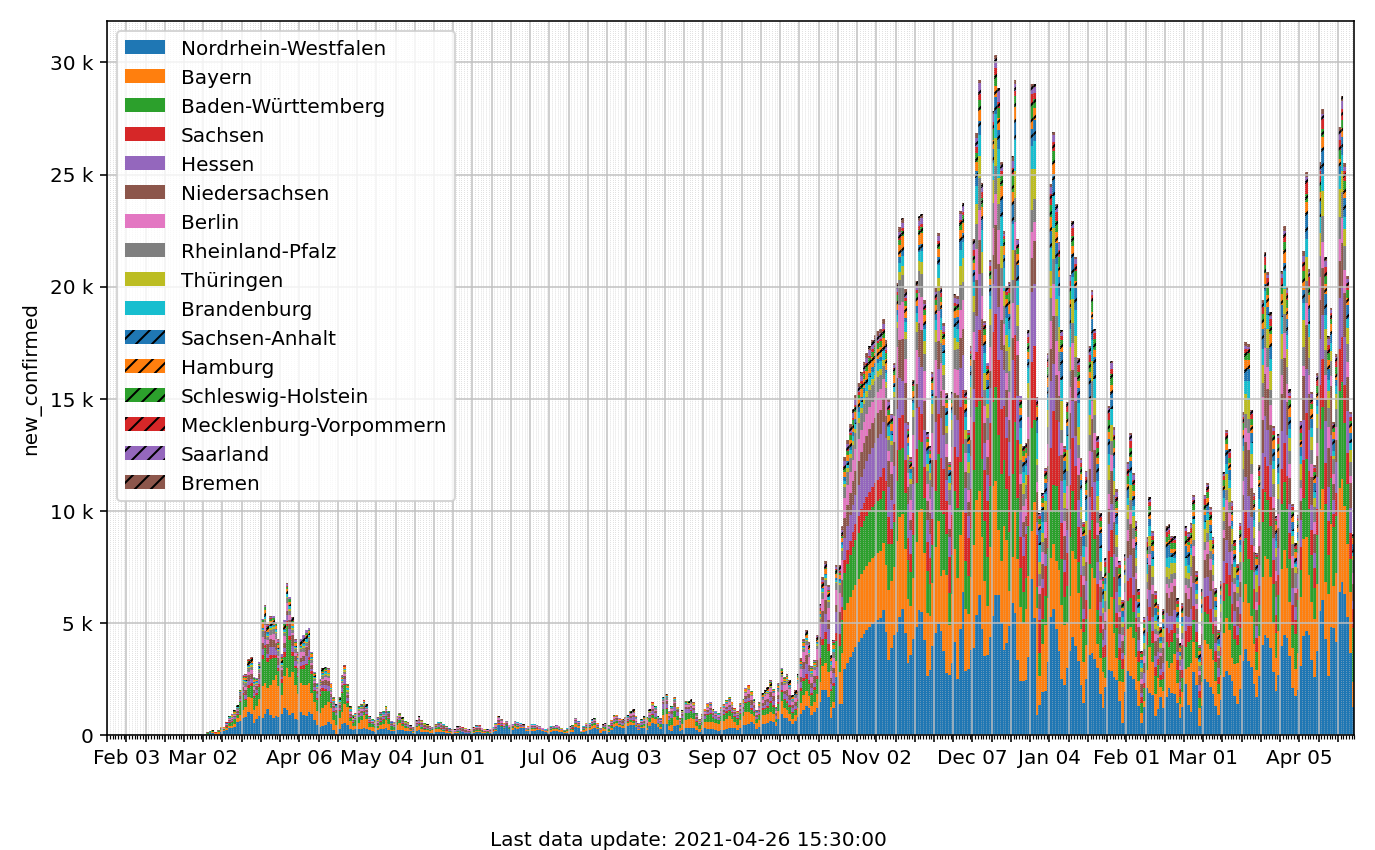 30 k
25 k
20 k
15 k
10 k
5 k
0
new_confirmed
Nordrhein-Westfalen
Bayern
Baden-Württemberg
Sachsen
Hessen
Niedersachsen
Berlin
Rheinland-Pfalz
Thüringen
Brandenburg
Sachsen-Anhalt
Hamburg
Schleswig-Holstein
Mecklenburg-Vorpommern
Saarland
Bremen
Feb 03 Mar 02 Apr 06 May 04 Jun 01 Jul 06 Aug 03 Sep 07 Oct 05 Nov 02 Dec 07 Jan 04 Feb 01 Mar 01 Apr 05
Last data update: 2021-04-26 15:30:00